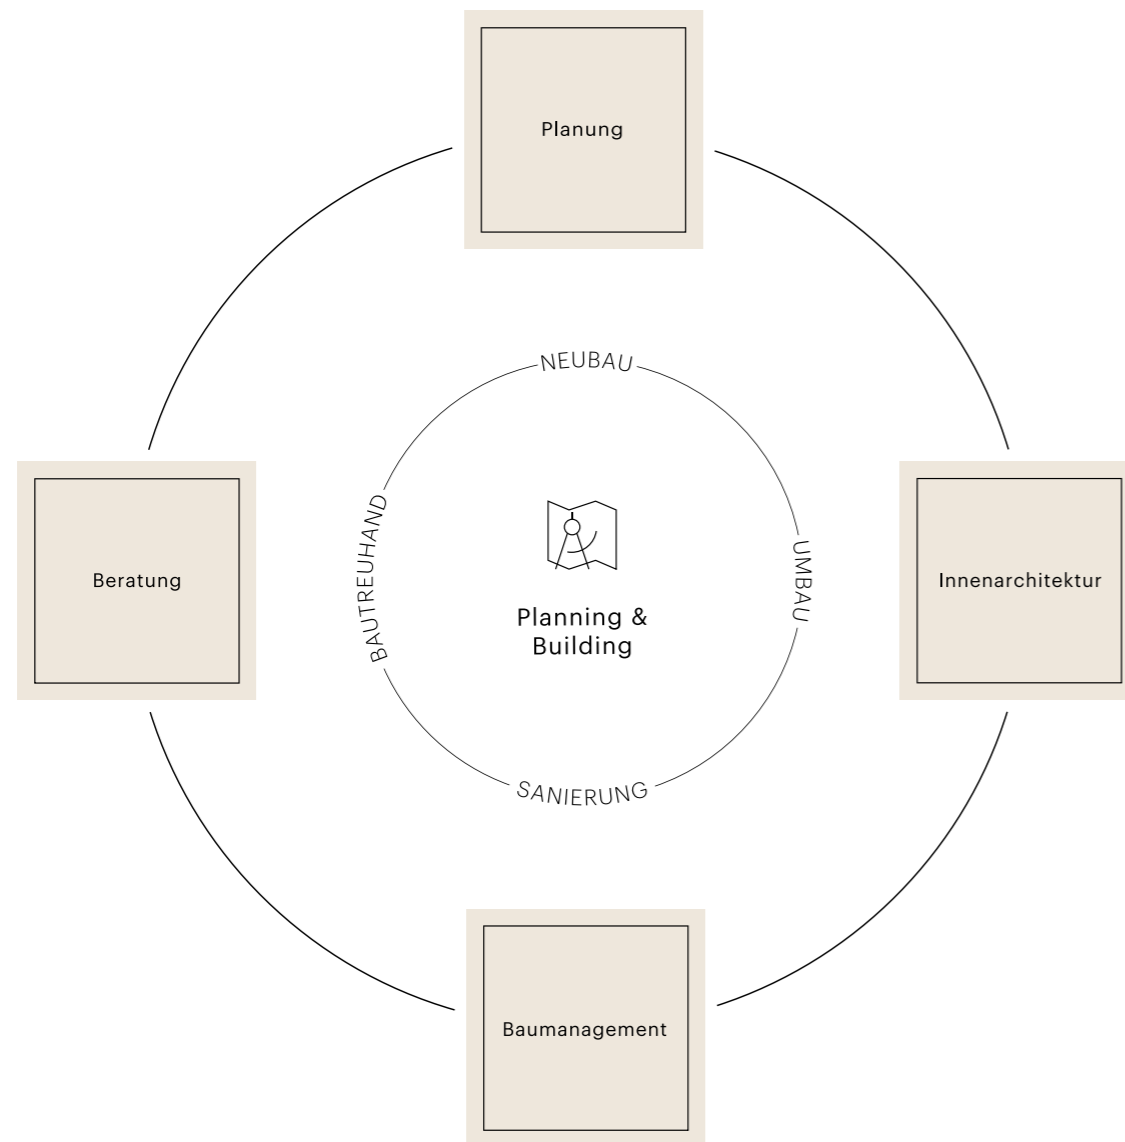 Planung
NEUBAU
BAUTREUHAND
UMBAU
Beratung
Planning &
Building
Innenarchitektur
SANIERUNG
Baumanagement